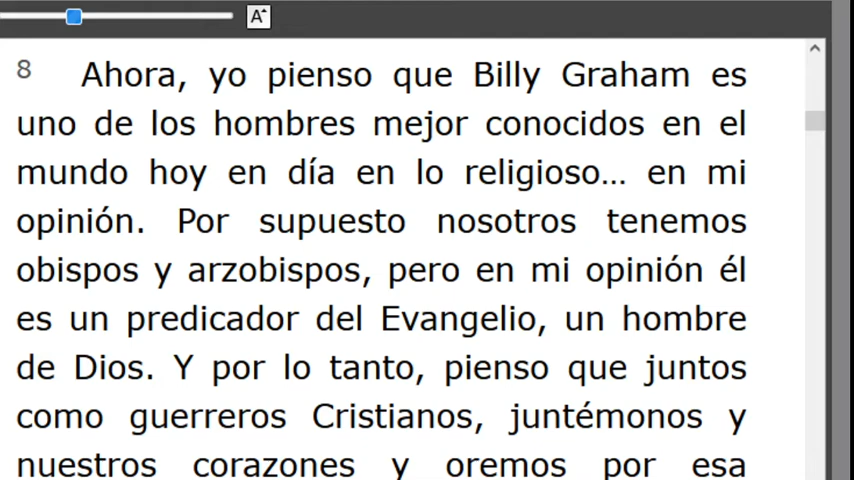 A
8 Ahora, yo pienso que Billy Graham es
uno de los hombres mejor conocidos en el
mundo hoy en día en lo religioso… en mi
opinión. Por supuesto nosotros tenemos
obispos y arzobispos, pero en mi opinión él
es un predicador del Evangelio, un hombre
de Dios. Y por lo tanto, pienso que juntos
como guerreros Cristianos, juntémonos y
nuestros corazones y oremos por esa